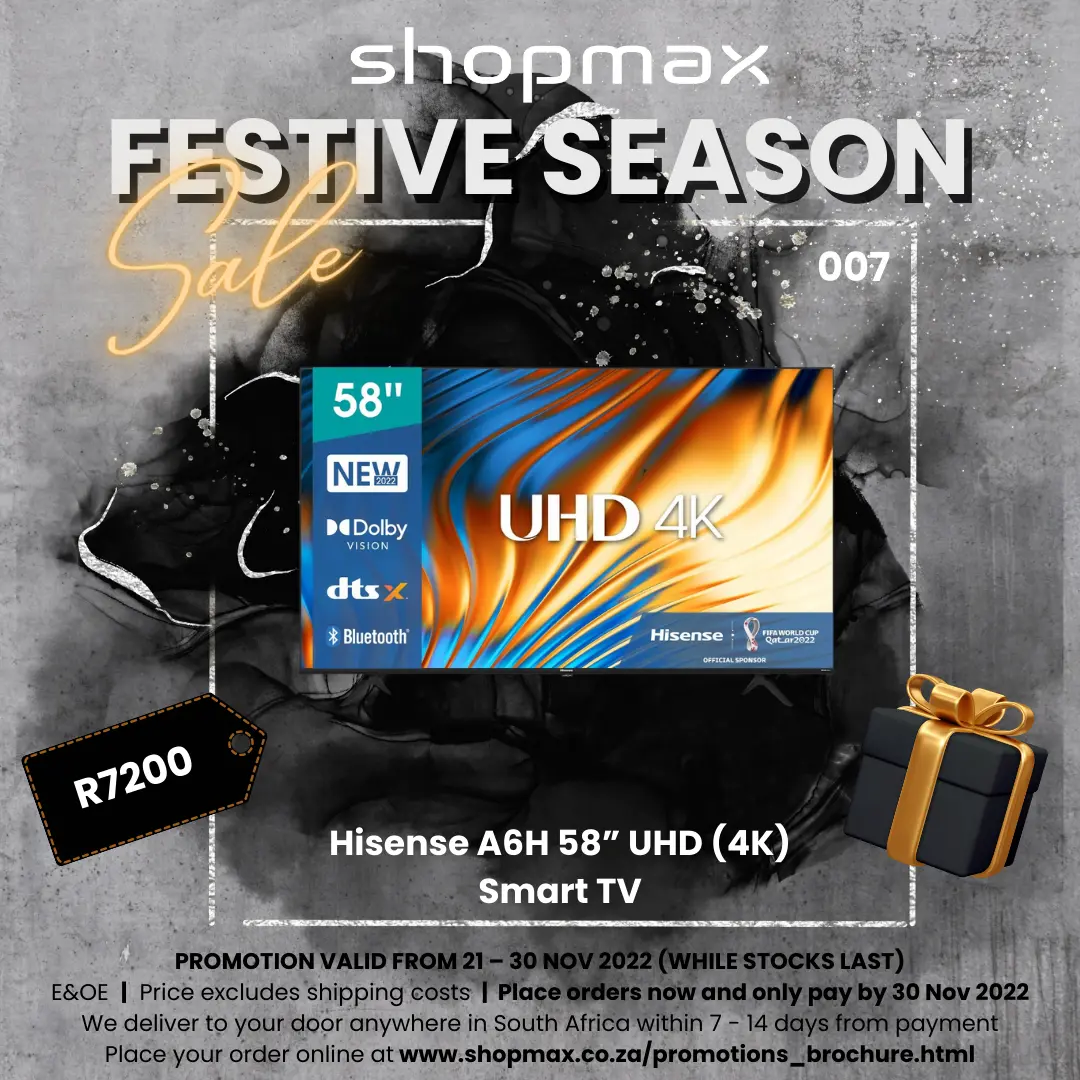 shopmax
FESTIVE SEASON
Sale
007
58"
NEW
2022
Dolby
VISION
dts x
Bluetooth®
UHD 4K
Hisense
FIFA WORLD CUP
Qatar2022
OFFICIAL SPONSOR
Hisense
R7200
Hisense A6H 58” UHD (4K)
Smart TV
PROMOTION VALID FROM 21 – 30 NOV 2022 (WHILE STOCKS LAST)
E&OE | Price excludes shipping costs | Place orders now and only pay by 30 Nov 2022
We deliver to your door anywhere in South Africa within 7 - 14 days from payment
Place your order online at www.shopmax.co.za/promotions_brochure.html